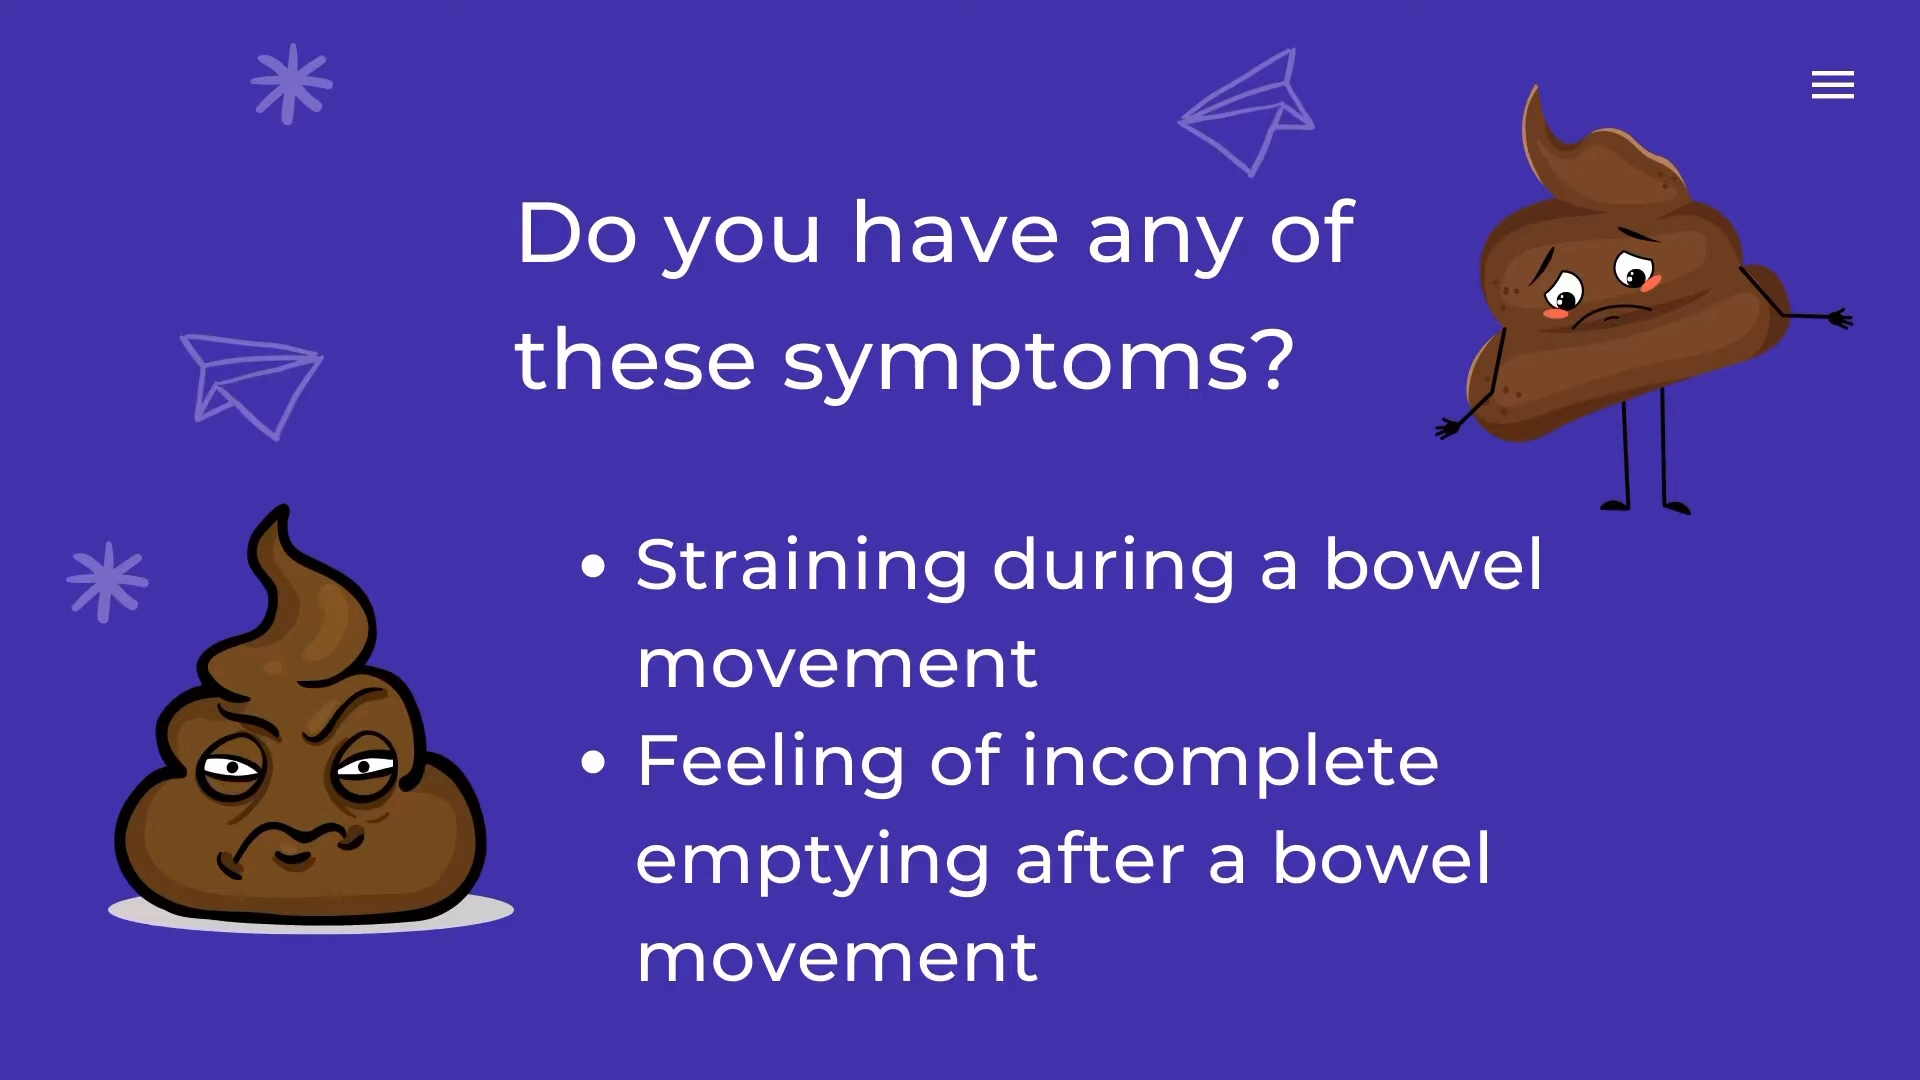 Do you have any of
these symptoms?
• Straining during a bowel
movement
• Feeling of incomplete
emptying after a bowel
movement